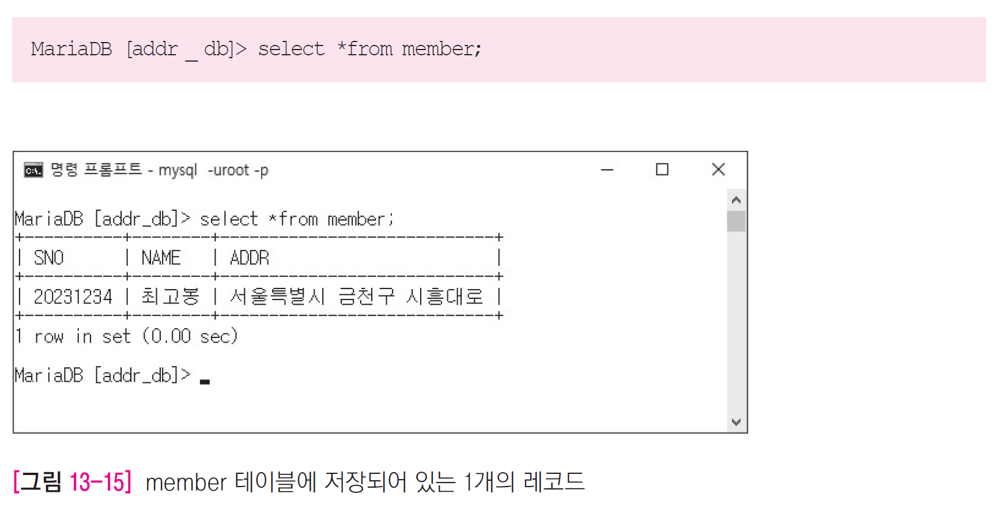 MariaDB [addr _ db]> select *from member;
명령 프롬프트 - mysql  -uroot -p
MariaDB [addr_db]> select *from member;
+----------+--------+----------------------------+
| SNO      | NAME   | ADDR                       |
+----------+--------+----------------------------+
| 20231234 | 최고봉 | 서울특별시 금천구 시흥대로 |
+----------+--------+----------------------------+
1 row in set (0.00 sec)
MariaDB [addr_db]>
[그림 13-15] member 테이블에 저장되어 있는 1개의 레코드